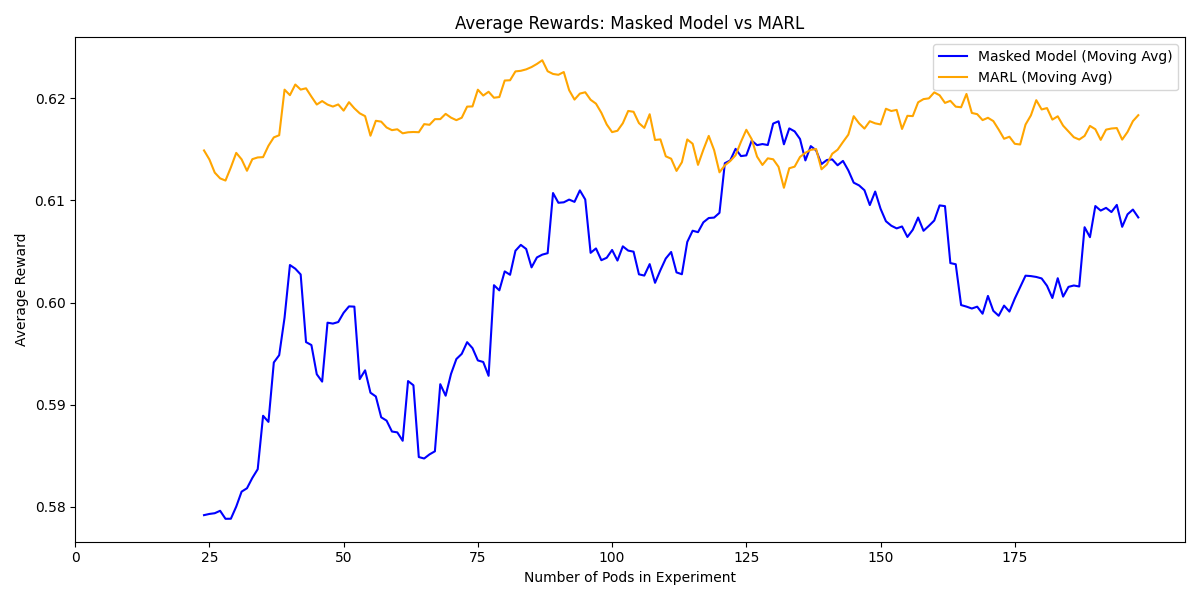 Average Rewards: Masked Model vs MARL
Masked Model (Moving Avg)
MARL (Moving Avg)
Average Reward
0.62
0.61
0.60
0.59
0.58
0
25
50
75
100
125
150
175
Number of Pods in Experiment